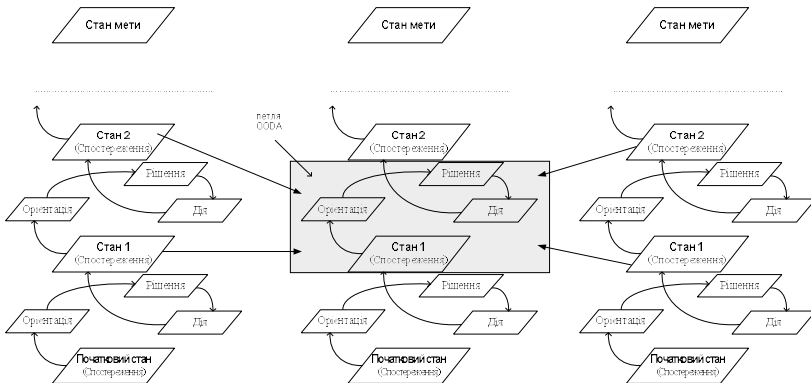 Стан мети
Стан мети
Стан мети
петля
OODA
Стан 2
(Спостереження)
Стан 2
(Спостереження)
Стан 2
(Спостереження)
Рішення
Рішення
Рішення
Орієнтація
Дія
Орієнтація
Дія
Орієнтація
Дія
Стан 1
(Спостереження)
Стан 1
(Спостереження)
Стан 1
(Спостереження)
Рішення
Рішення
Рішення
Орієнтація
Дія
Орієнтація
Дія
Орієнтація
Дія
Початковий стан
(Спостереження)
Початковий стан
(Спостереження)
Початковий стан
(Спостереження)